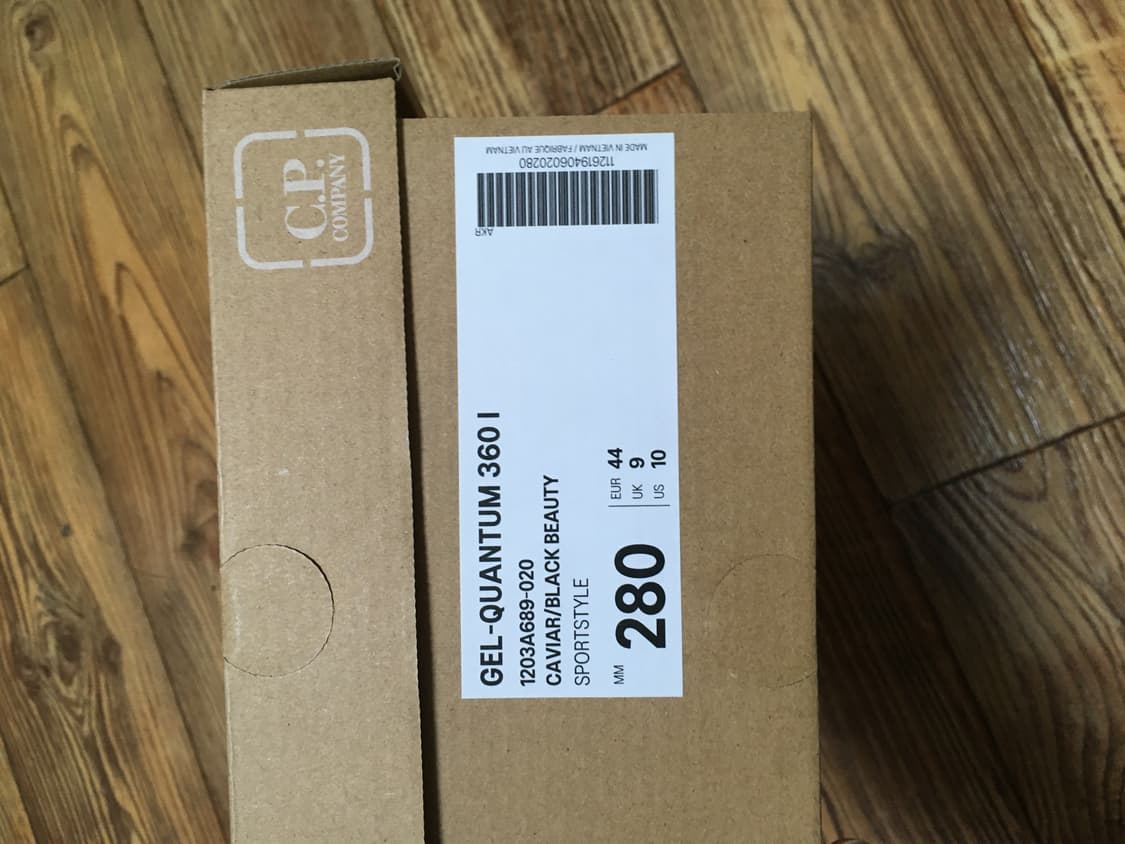 C.P.
COMPANY
GEL-QUANTUM 360 I
1203A689-020
CAVIAR/BLACK BEAUTY
SPORTSTYLE
MM 280
EUR 44
UK 9
US 10
AKR
112619406020280
MADE IN VIETNAM / FABRIQUE AU VIETNAM